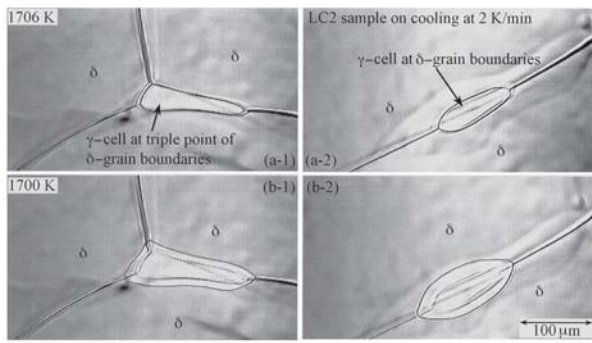 1706 K
δ
δ
γ-cell at triple point of
δ-grain boundaries
(a-1)
LC2 sample on cooling at 2 K/min
γ-cell at δ-grain boundaries
δ
δ
(a-2)
1700 K
(b-1)
δ
δ
δ
(b-2)
δ
δ
100 μm